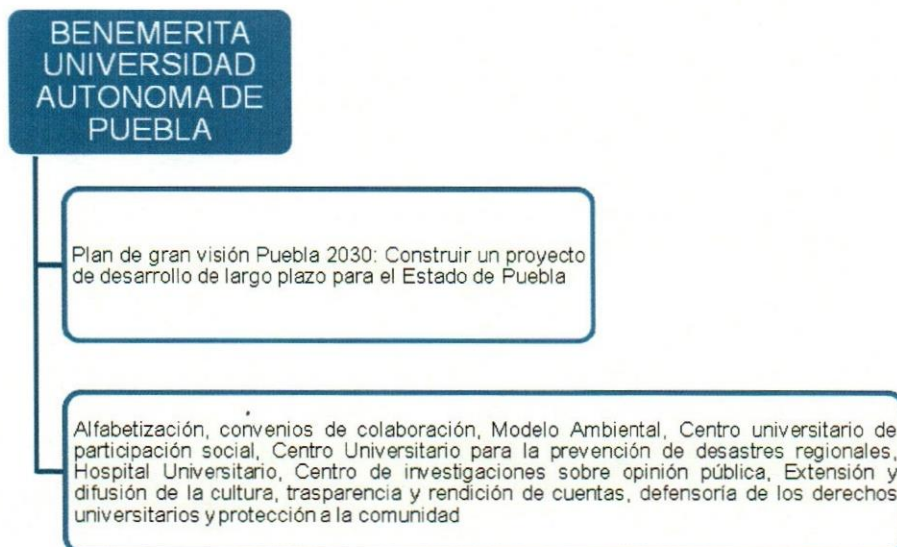 BENEMERITA
UNIVERSIDAD
AUTONOMA DE
PUEBLA
Plan de gran visión Puebla 2030: Construir un proyecto
de desarrollo de largo plazo para el Estado de Puebla
Alfabetización, convenios de colaboración, Modelo Ambiental, Centro universitario de
participación social, Centro Universitario para la prevención de desastres regionales,
Hospital Universitario, Centro de investigaciones sobre opinión pública, Extensión y
difusión de la cultura, trasparencia y rendición de cuentas, defensoría de los derechos
universitarios y protección a la comunidad